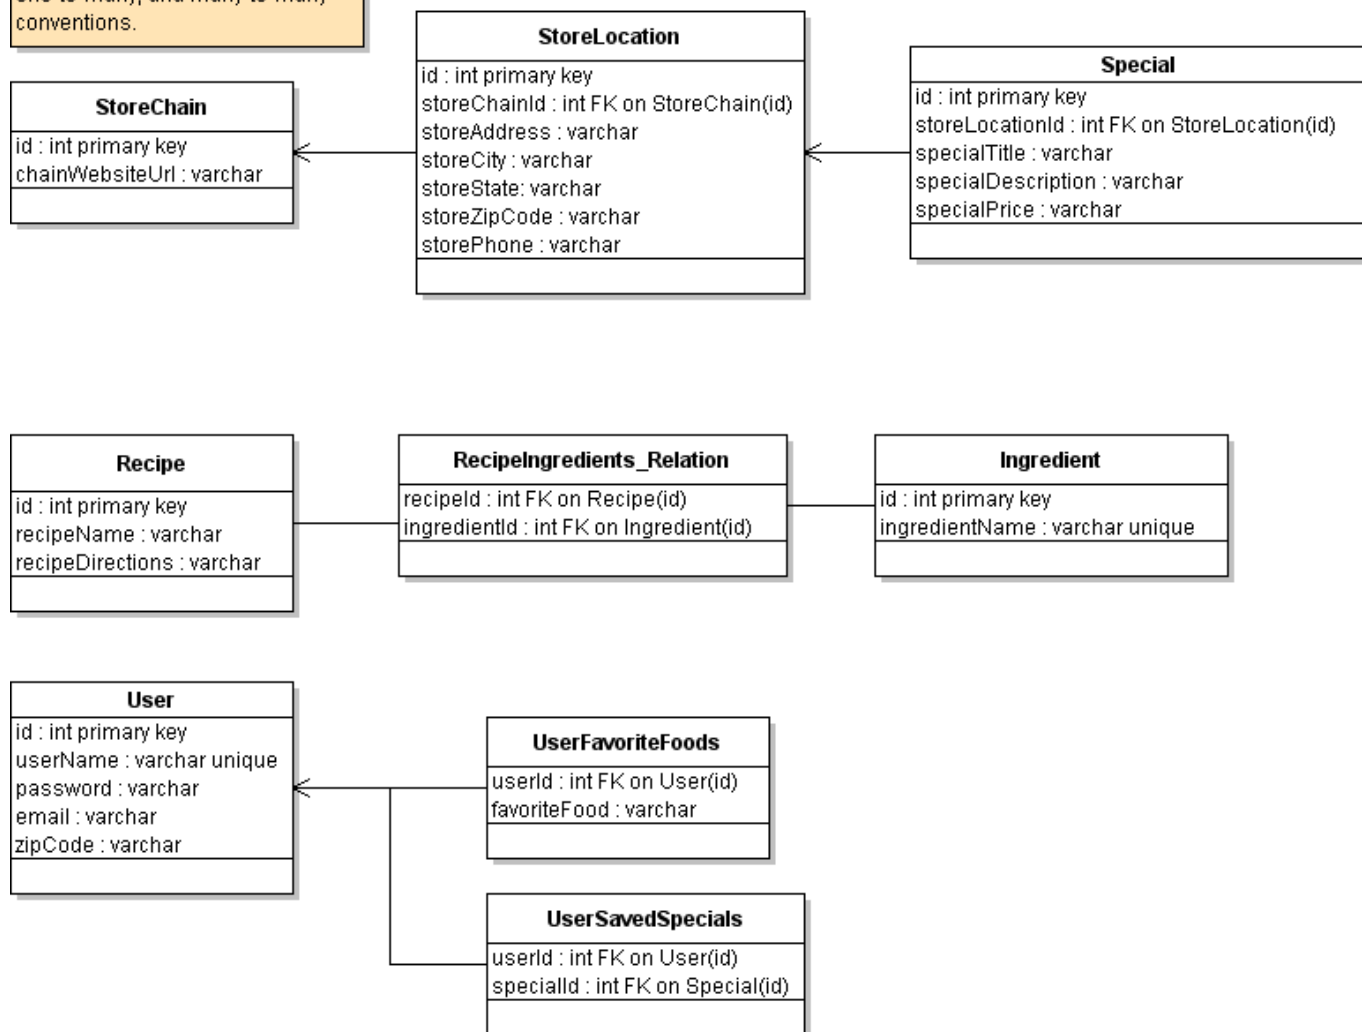 conventions.
StoreChain
id : int primary key
chainWebsiteUrl : varchar
StoreLocation
id : int primary key
storeChainId : int FK on StoreChain(id)
storeAddress : varchar
storeCity : varchar
storeState: varchar
storeZipCode : varchar
storePhone : varchar
Special
id : int primary key
storeLocationId : int FK on StoreLocation(id)
specialTitle : varchar
specialDescription : varchar
specialPrice : varchar
Recipe
id : int primary key
recipeName : varchar
recipeDirections : varchar
RecipeIngredients_Relation
recipeId : int FK on Recipe(id)
ingredientId : int FK on Ingredient(id)
Ingredient
id : int primary key
ingredientName : varchar unique
User
id : int primary key
userName : varchar unique
password : varchar
email : varchar
zipCode : varchar
UserFavoriteFoods
userId : int FK on User(id)
favoriteFood : varchar
UserSavedSpecials
userId : int FK on User(id)
specialId : int FK on Special(id)